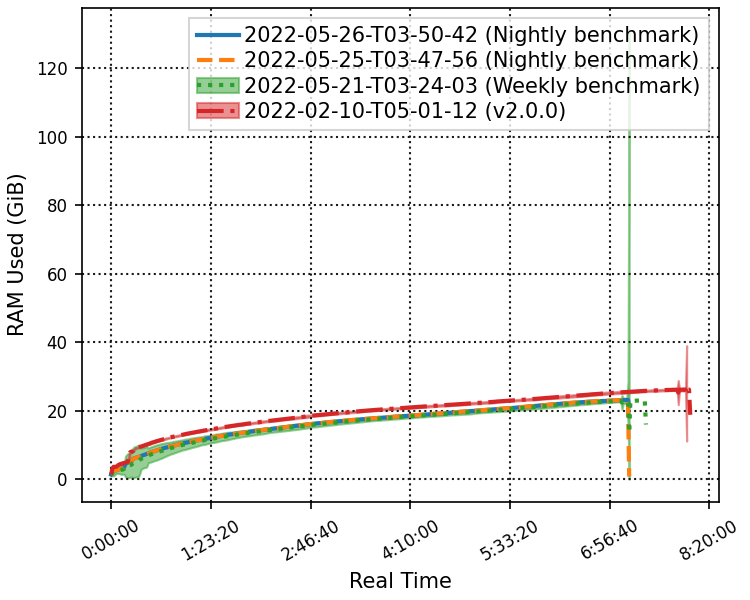 2022-05-26-T03-50-42 (Nightly benchmark)
2022-05-25-T03-47-56 (Nightly benchmark)
2022-05-21-T03-24-03 (Weekly benchmark)
2022-02-10-T05-01-12 (v2.0.0)
RAM Used (GiB)
120
100
80
60
40
20
0
0:00:00
1:23:20
2:46:40
4:10:00
5:33:20
6:56:40
8:20:00
Real Time